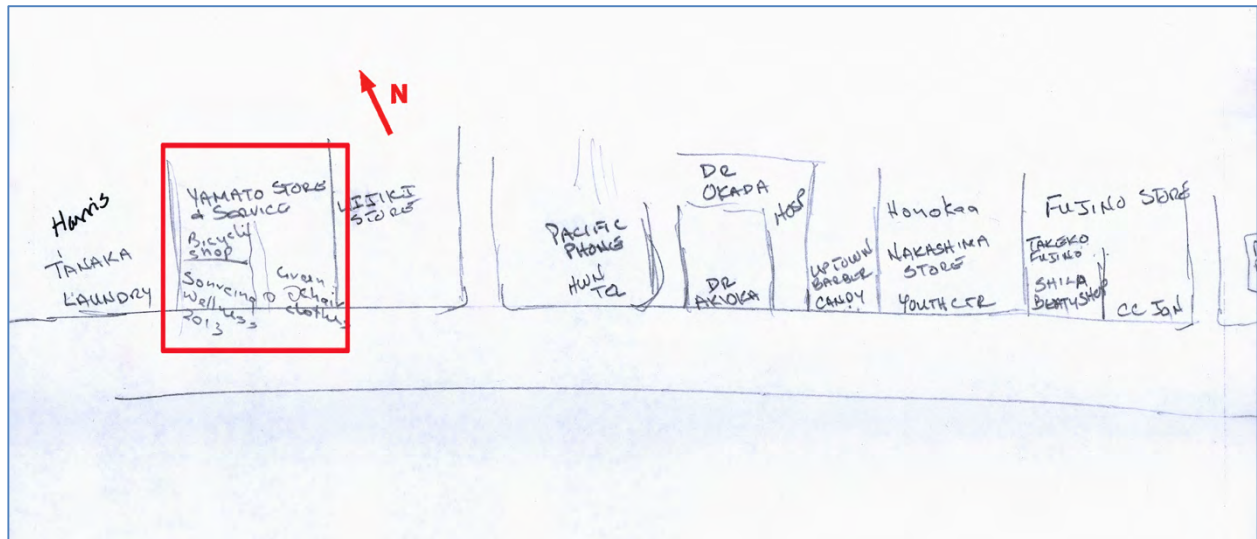 N
Harris
TANAKA
LAUNDRY
YAMATO STORE
& SERVICE
Bicycle
shop
Sourcing
Wellness
2013
Green
chair
clothes
UJIKI
STORE
PACIFIC
PHONE
HWN
TEL
DR
OKADA
HOSP
DR
AKIOKA
UPTOWN
BARBER
CANDY
Honokaa
NAKASHIMA
STORE
YOUTH CTR
FUJINO STORE
TAKEKO
FUJINO
SHILA
BEATYSHOP
CC JON